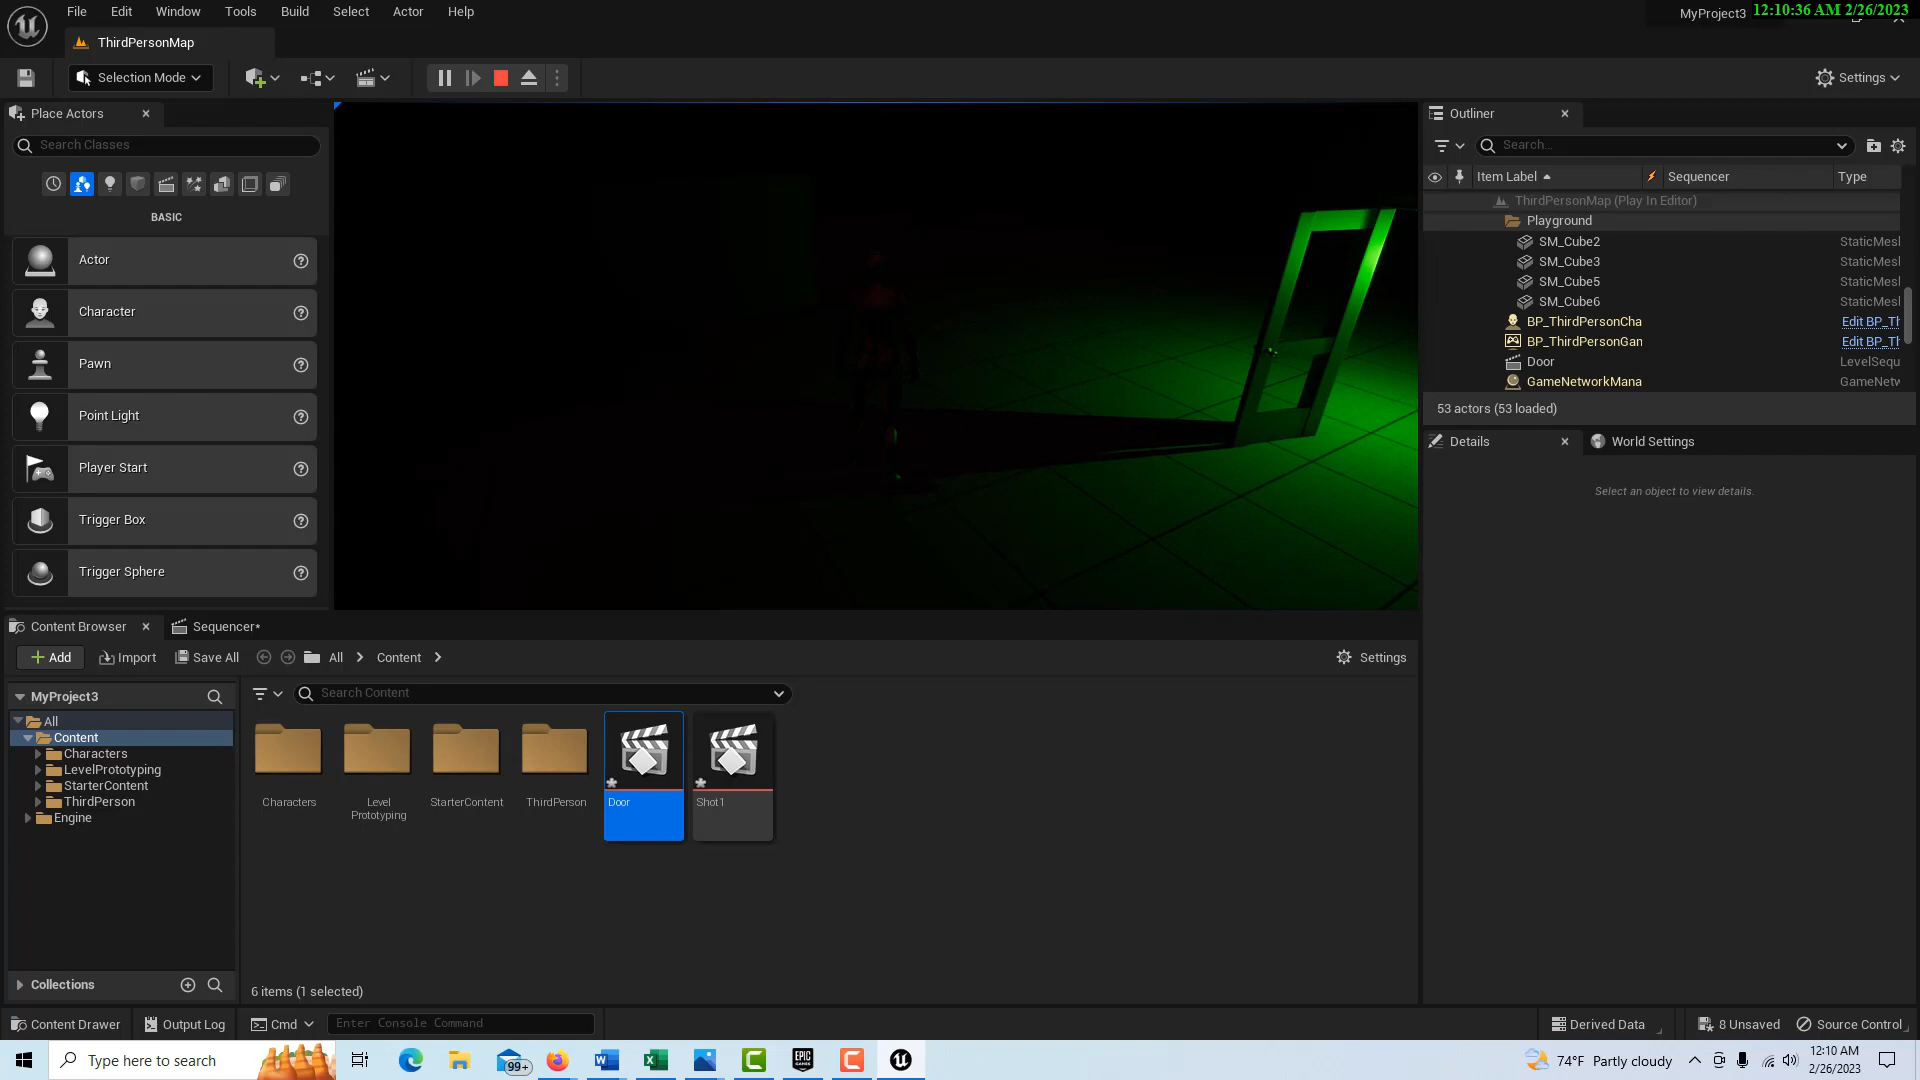 File Edit Window Tools Build Select Actor Help
MyProject3 12:10:36 AM 2/26/2023
ThirdPersonMap
Selection Mode
Settings
Place Actors
Search Classes
BASIC
Actor
Character
Pawn
Point Light
Player Start
Trigger Box
Trigger Sphere
Outliner
Search...
Item Label Sequencer Type
ThirdPersonMap (Play In Editor)
Playground
SM_Cube2 StaticMesl
SM_Cube3 StaticMesl
SM_Cube5 StaticMesl
SM_Cube6 StaticMesl
BP_ThirdPersonCha Edit BP_Th
BP_ThirdPersonGan Edit BP_Th
Door LevelSequ
GameNetworkMana GameNetw
53 actors (53 loaded)
Details World Settings
Select an object to view details.
Content Browser Sequencer*
Add Import Save All All Content Settings
MyProject3
All
Content
Characters
LevelPrototyping
StarterContent
ThirdPerson
Engine
Collections
Search Content
Characters
Level
Prototyping
StarterContent
ThirdPerson
Door
Shot1
6 items (1 selected)
Content Drawer Output Log Cmd Enter Console Command
Derived Data 8 Unsaved Source Control
Type here to search
99+
EPIC
GAMES
74°F Partly cloudy
12:10 AM
2/26/2023